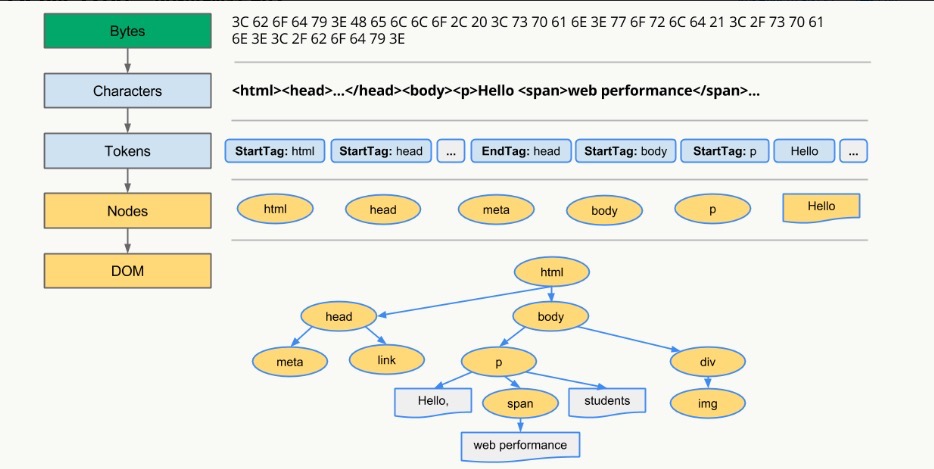 Bytes
3C 62 6F 64 79 3E 48 65 6C 6C 6F 2C 20 3C 73 70 61 6E 3E 77 6F 72 6C 64 21 3C 2F 73 70 61
6E 3E 3C 2F 62 6F 64 79 3E
Characters
<html><head>...</head><body><p>Hello <span>web performance</span>...
Tokens
StartTag: html StartTag: head ... EndTag: head StartTag: body StartTag: p Hello ...
Nodes
html head meta body p Hello
DOM
html
head body
meta link p div
Hello, span students img
web performance